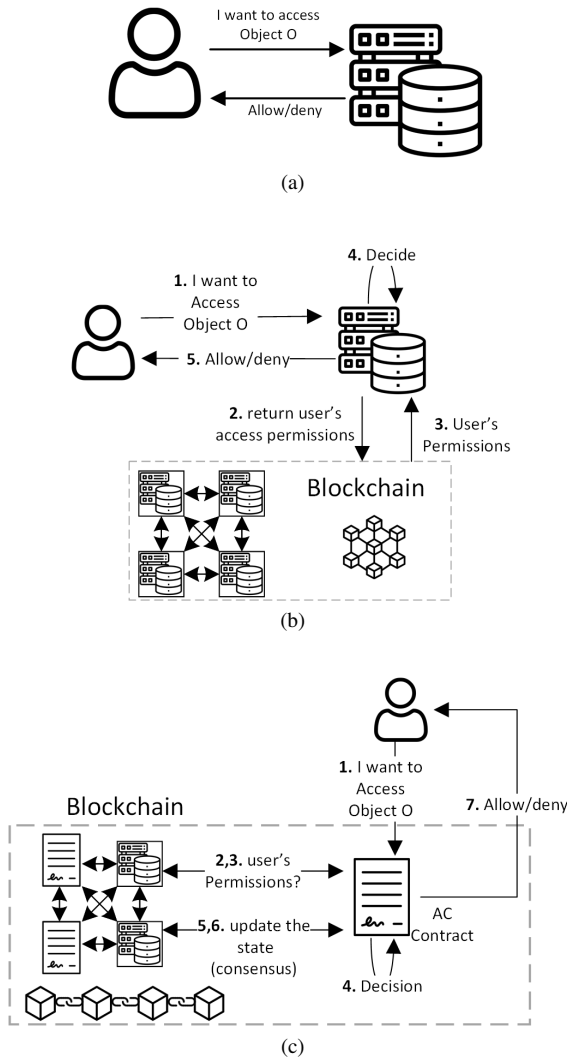 I want to access
Object O
Allow/deny
(a)
4. Decide
1. I want to
Access
Object O
5. Allow/deny
2. return user's
access permissions
3. User's
Permissions
Blockchain
(b)
1. I want to
Access
Object O
7. Allow/deny
Blockchain
2,3. user's
Permissions?
5,6. update the
state
(consensus)
AC
Contract
4. Decision
(c)